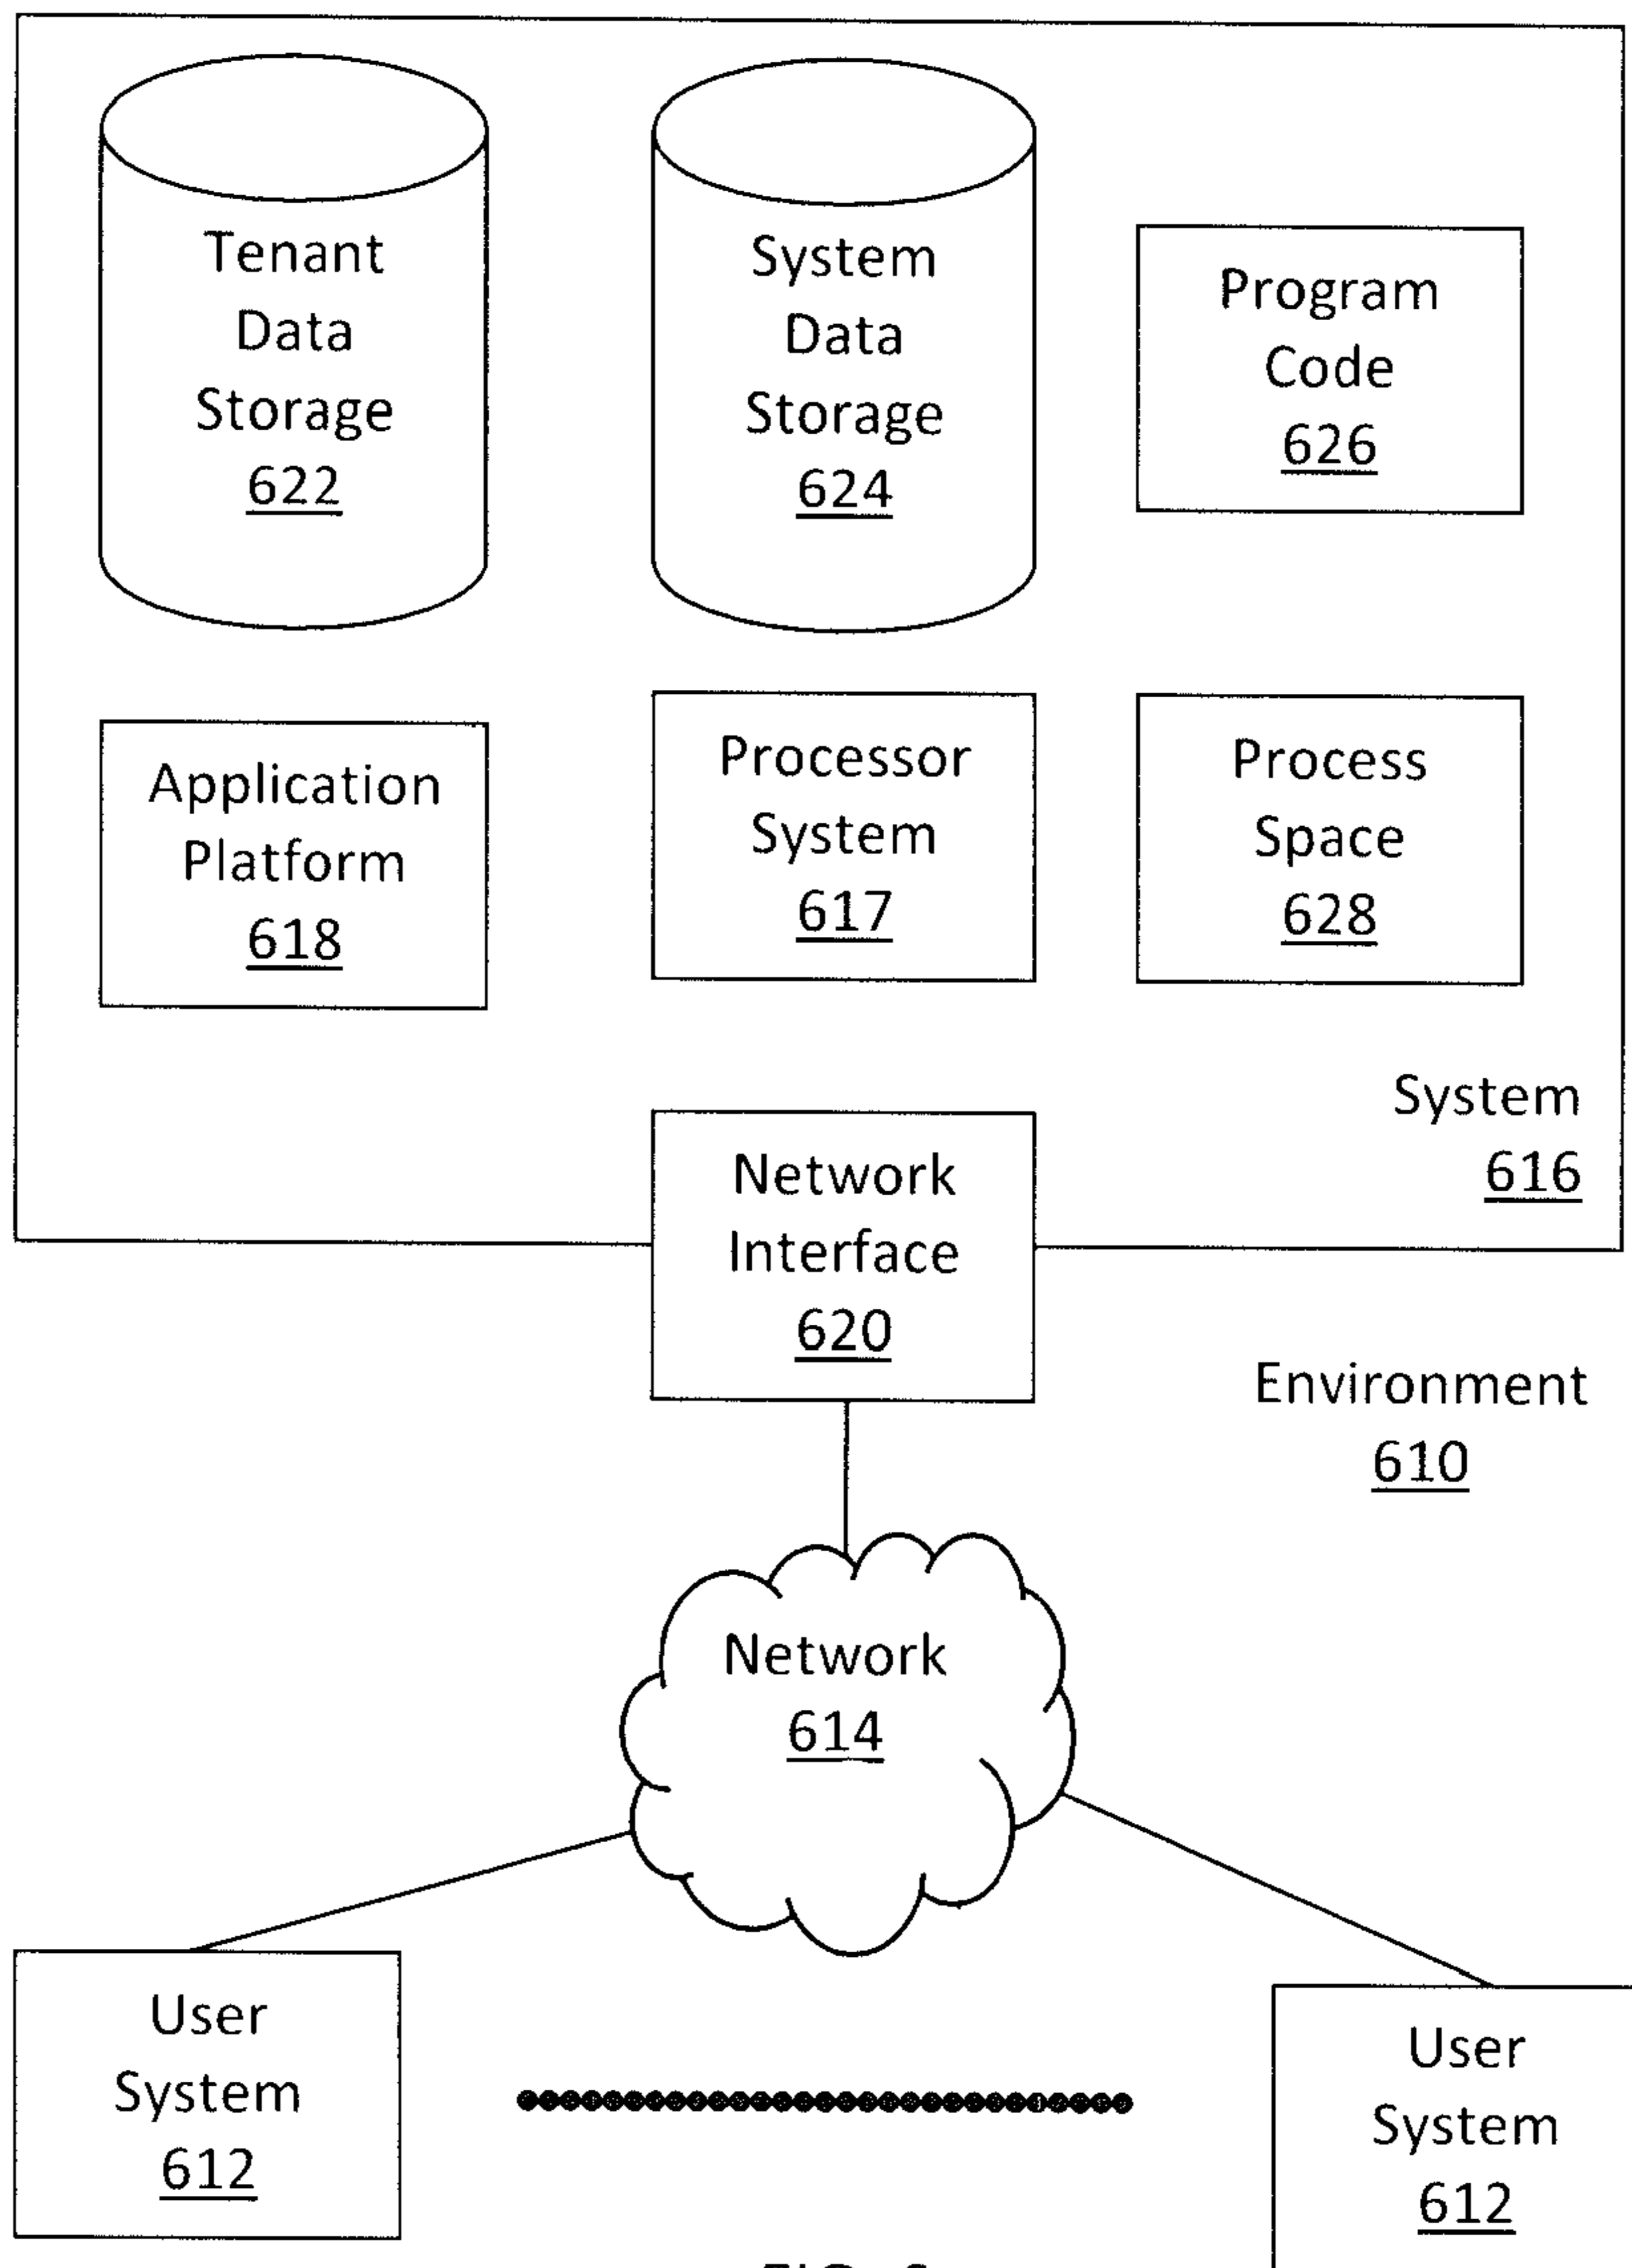 Tenant
Data
Storage
622
System
Data
Storage
624
Program
Code
626
Application
Platform
618
Processor
System
617
Process
Space
628
System
616
Network
Interface
620
Environment
610
Network
614
User
System
612
User
System
612